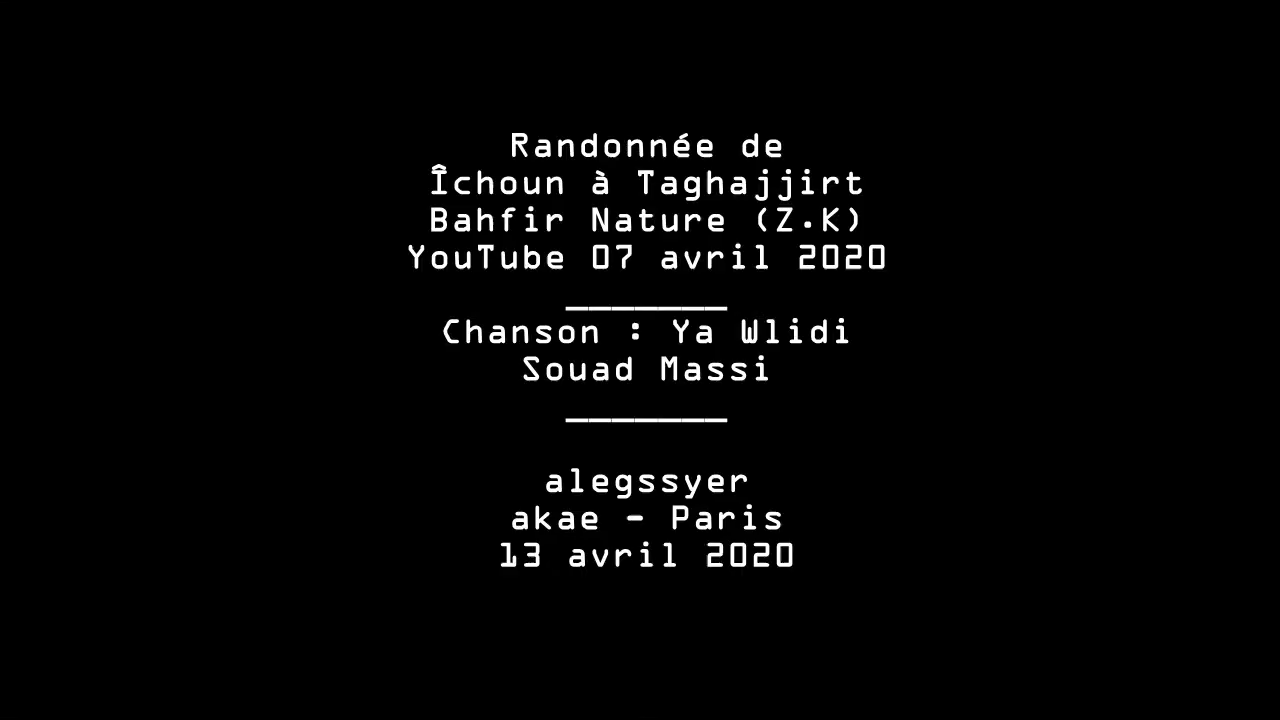 Randonnée de
Îchoun à Taghajjirt
Bahfir Nature (Z.K)
YouTube 07 avril 2020
_______
Chanson : Ya Wlidi
Souad Massi
_______
alegssyer
akae - Paris
13 avril 2020